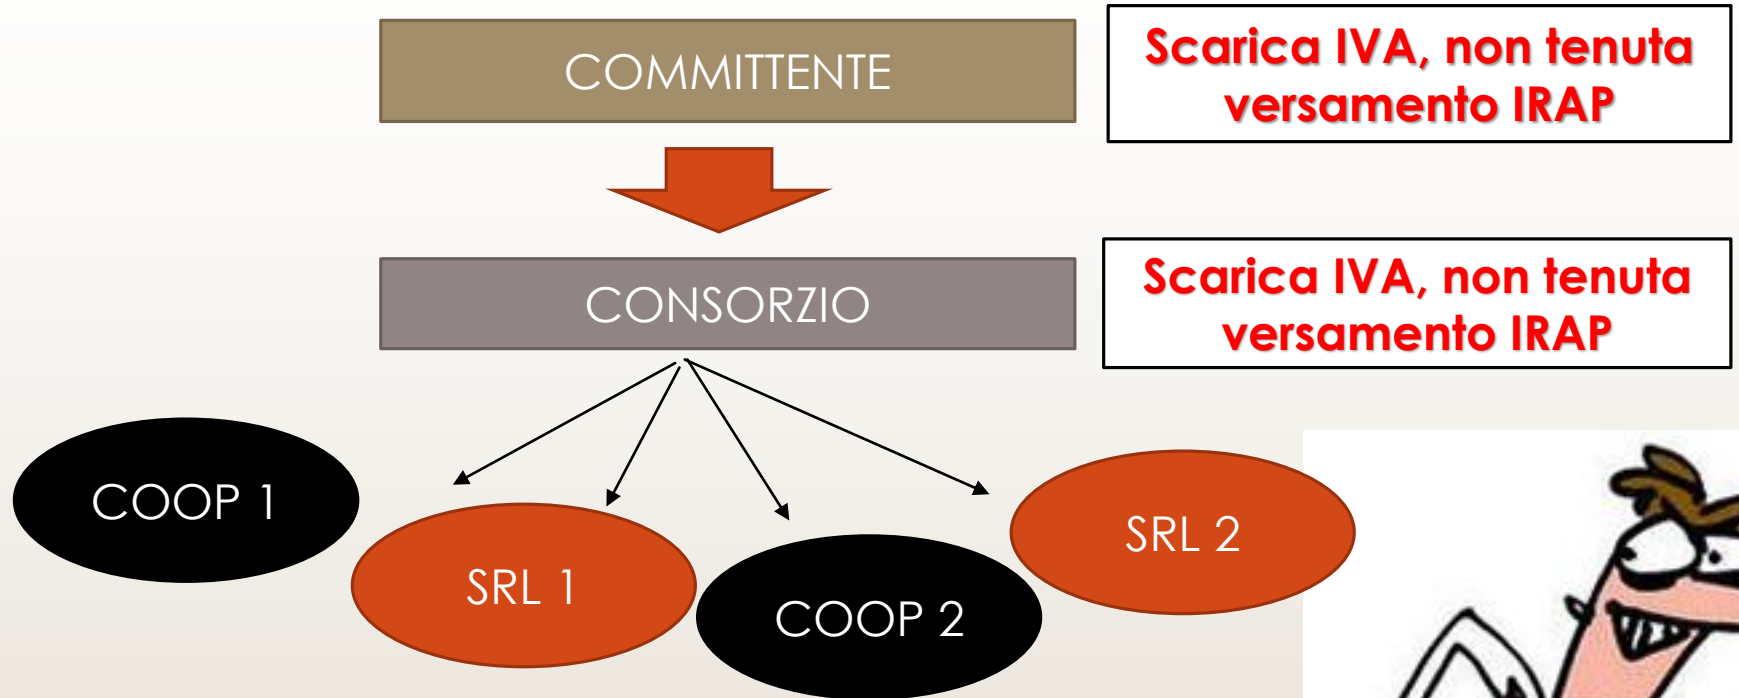 COMMITTENTE
Scarica IVA, non tenuta
versamento IRAP
CONSORZIO
Scarica IVA, non tenuta
versamento IRAP
COOP 1
SRL 1
COOP 2
SRL 2